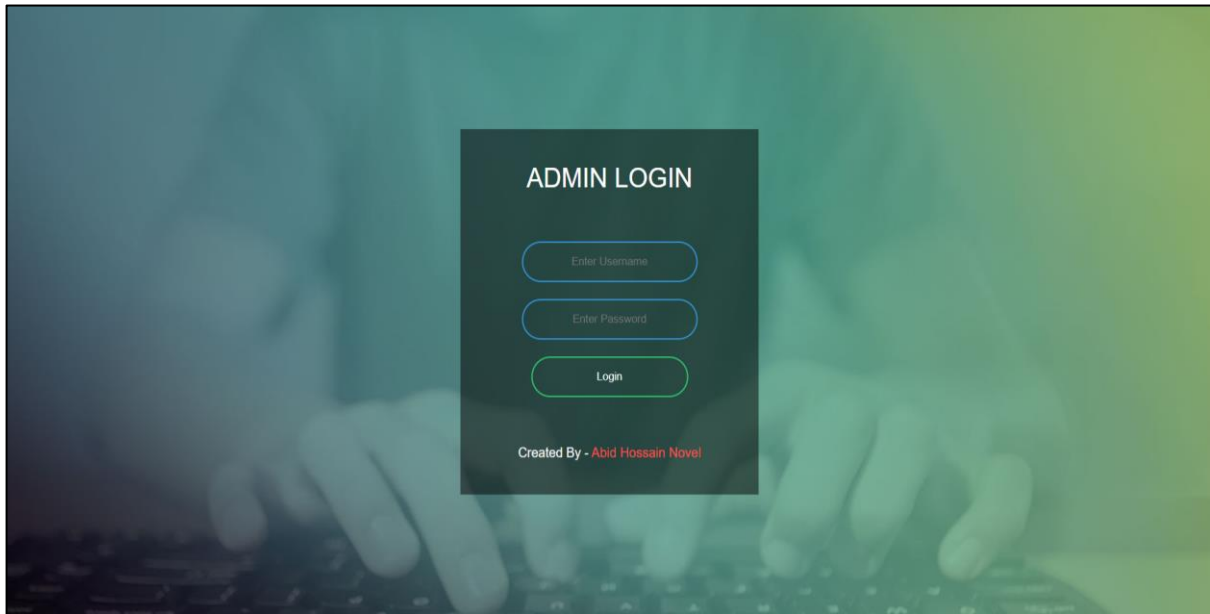 ADMIN LOGIN
Enter Username
Enter Password
Login
Created By - Abid Hossain Novel